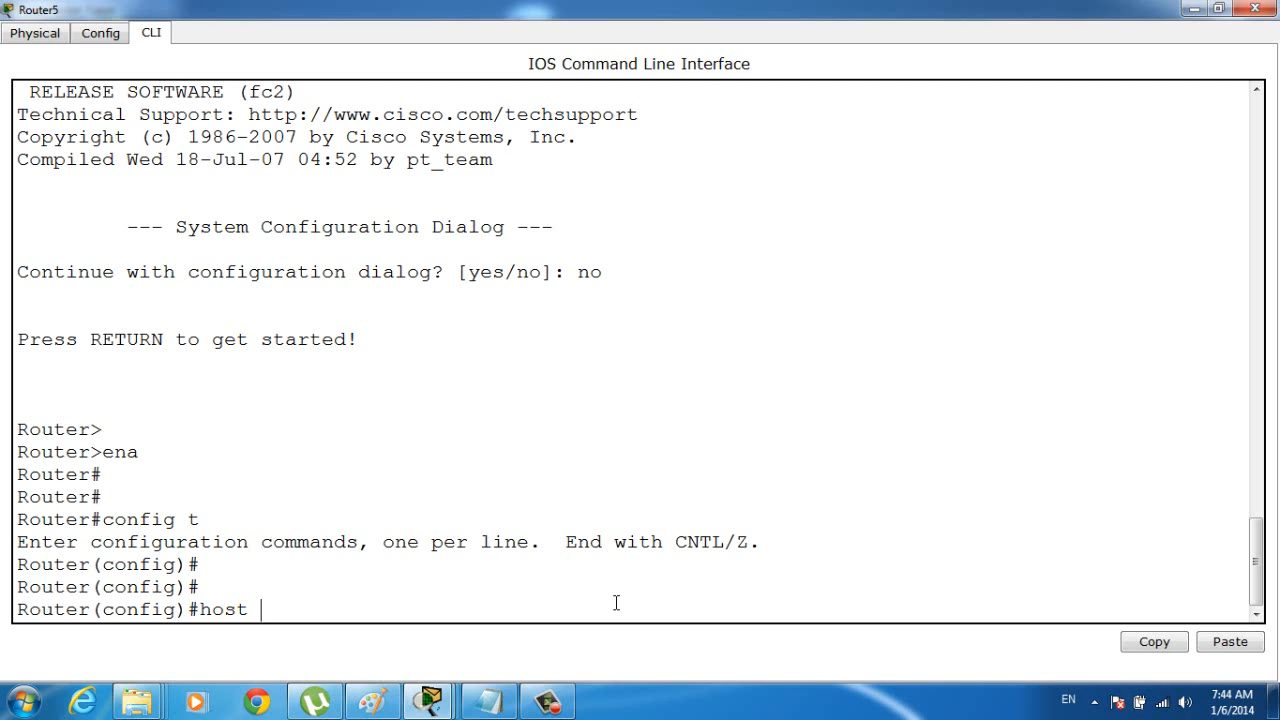 Router5
Physical Config CLI
IOS Command Line Interface
RELEASE SOFTWARE (fc2)
Technical Support: http://www.cisco.com/techsupport
Copyright (c) 1986-2007 by Cisco Systems, Inc.
Compiled Wed 18-Jul-07 04:52 by pt_team
--- System Configuration Dialog ---
Continue with configuration dialog? [yes/no]: no
Press RETURN to get started!
Router>
Router>ena
Router#
Router#
Router#config t
Enter configuration commands, one per line.  End with CNTL/Z.
Router(config)#
Router(config)#
Router(config)#host
Copy Paste
EN
7:44 AM
1/6/2014